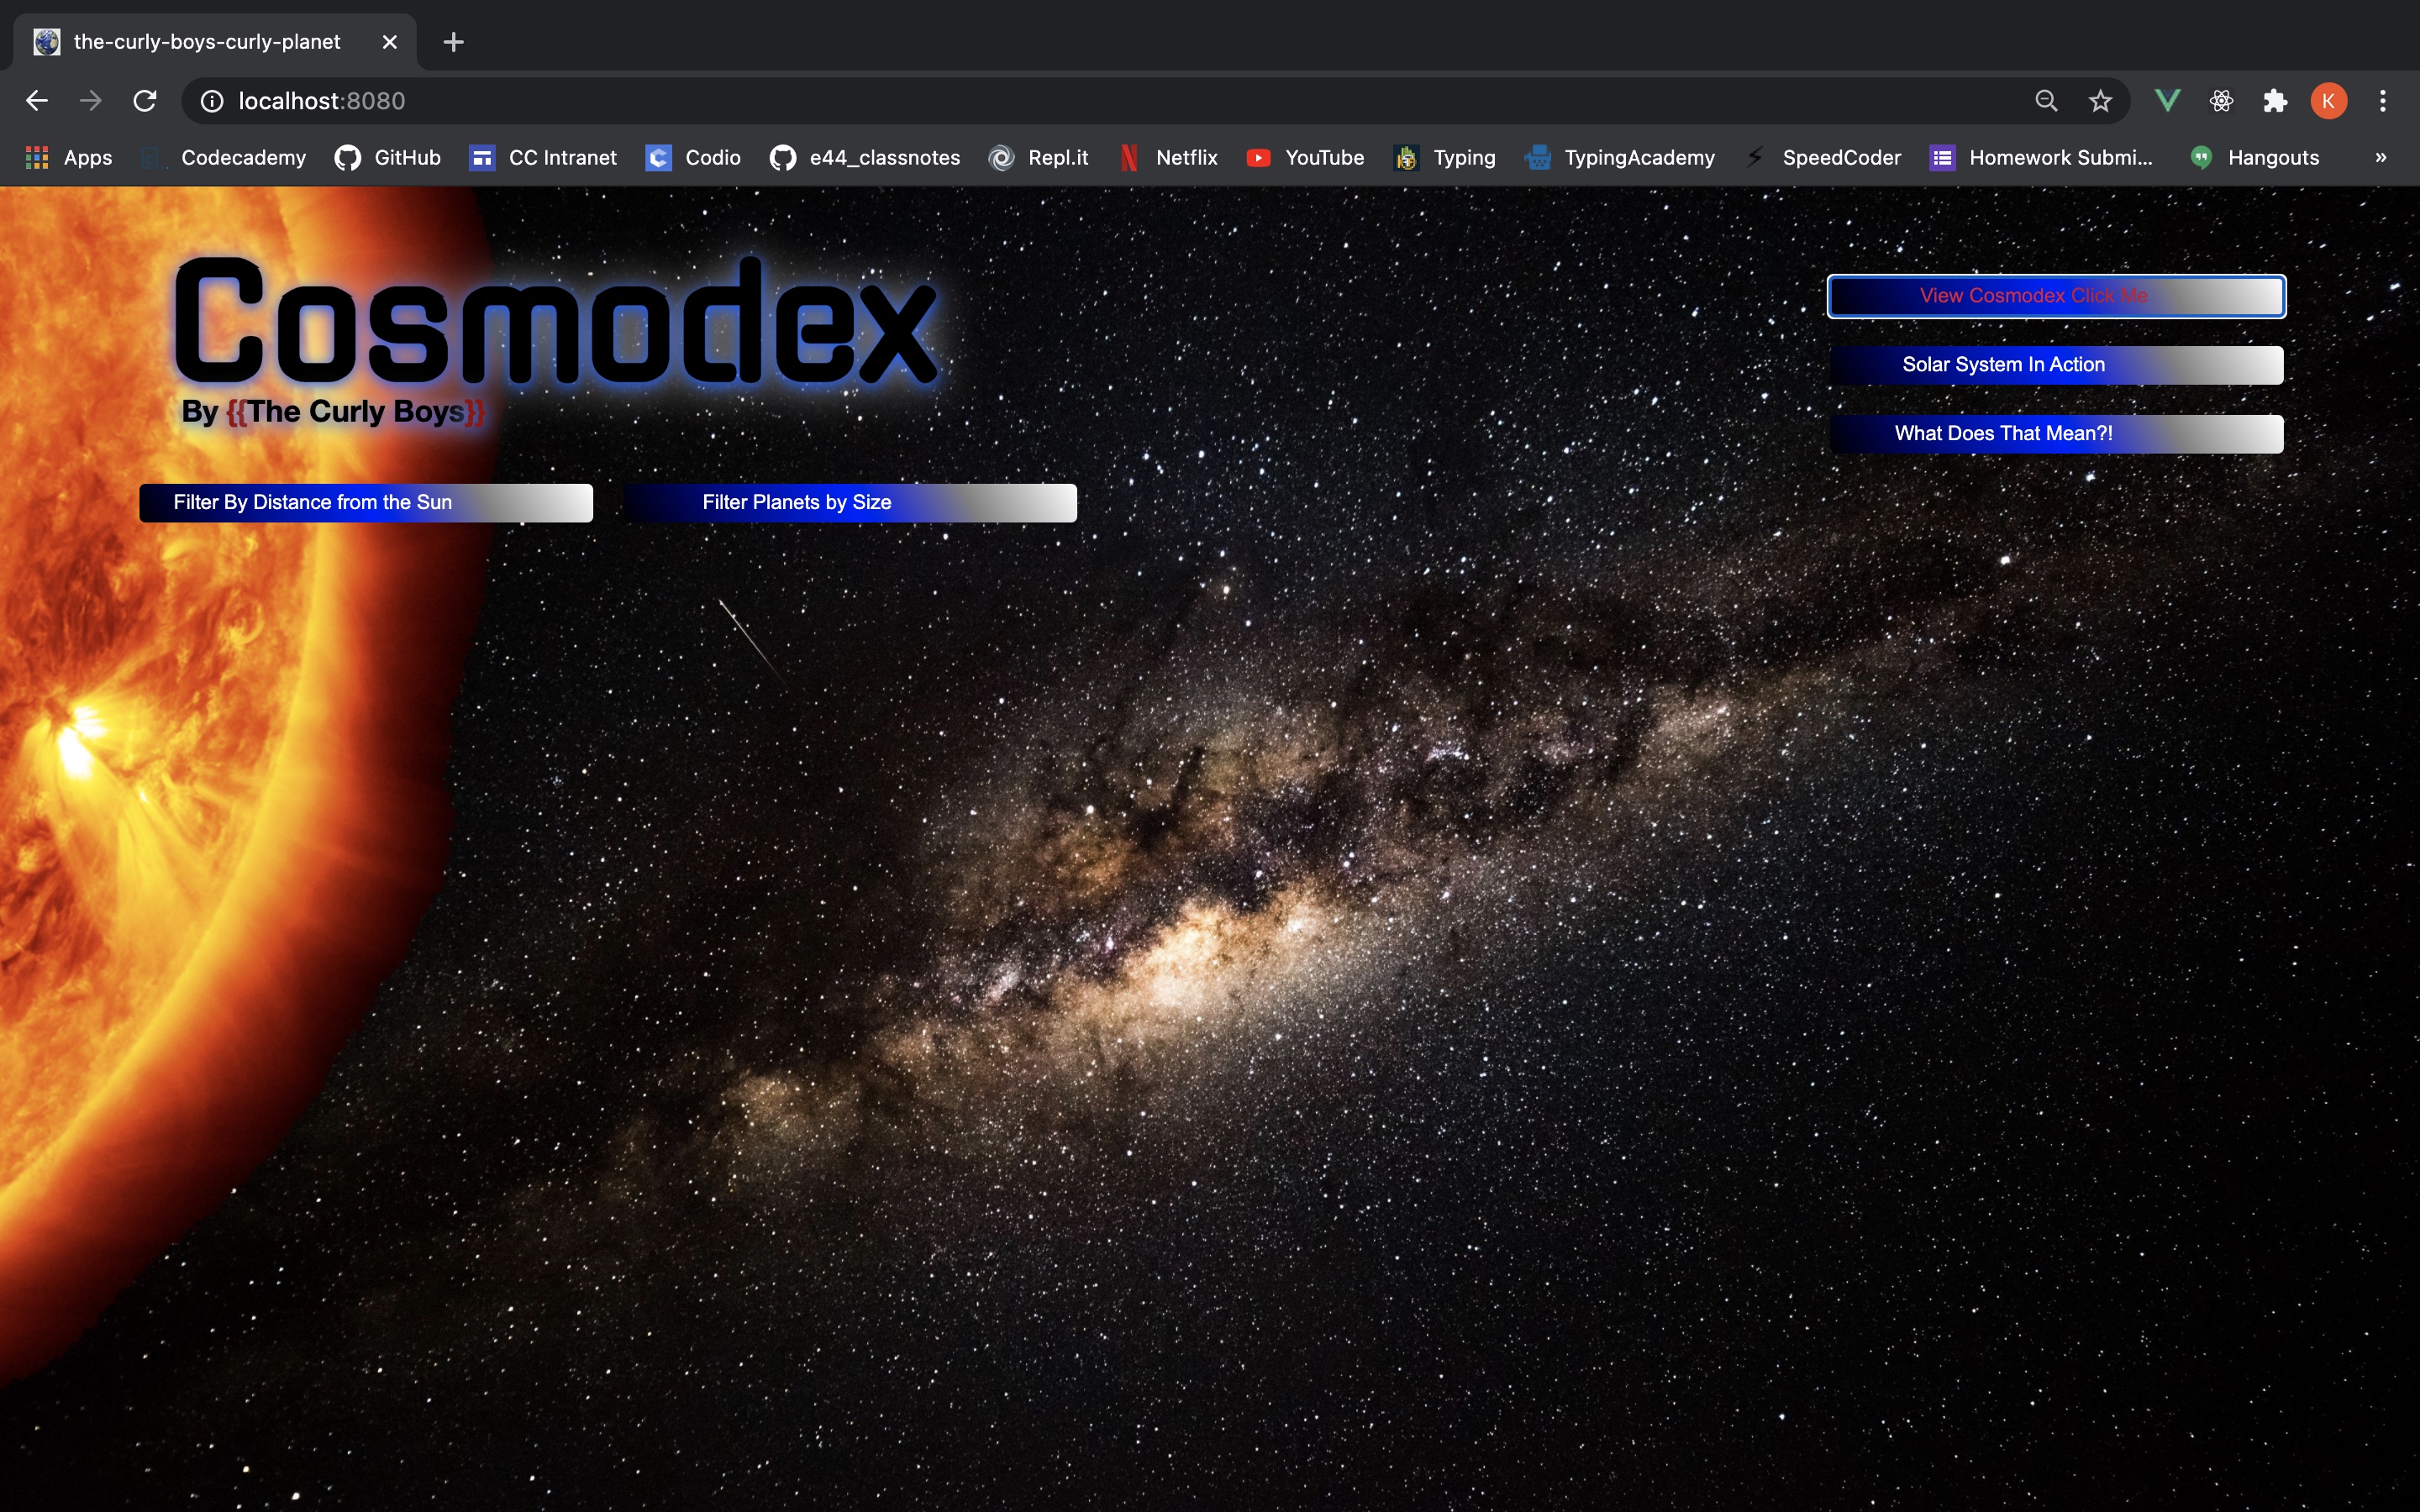 the-curly-boys-curly-planet
localhost:8080
K
Apps Codecademy GitHub CC Intranet Codio e44_classnotes Repl.it Netflix YouTube Typing TypingAcademy SpeedCoder Homework Submi... Hangouts »
Cosmodex
By {{The Curly Boys}}
View Cosmodex Click Me
Solar System In Action
What Does That Mean?!
Filter By Distance from the Sun
Filter Planets by Size